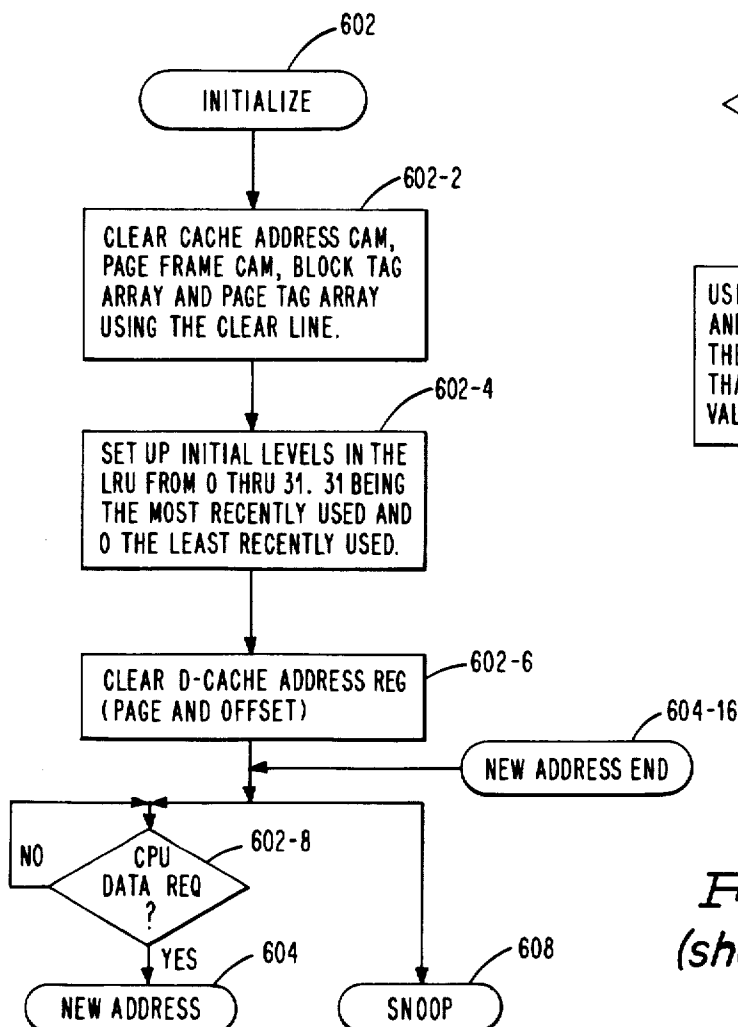 602
INITIALIZE
602-2
CLEAR CACHE ADDRESS CAM,
PAGE FRAME CAM, BLOCK TAG
ARRAY AND PAGE TAG ARRAY
USING THE CLEAR LINE.
602-4
SET UP INITIAL LEVELS IN THE
LRU FROM 0 THRU 31. 31 BEING
THE MOST RECENTLY USED AND
0 THE LEAST RECENTLY USED.
602-6
CLEAR D-CACHE ADDRESS REG
(PAGE AND OFFSET)
604-16
NEW ADDRESS END
602-8
CPU
DATA REQ
?
NO
YES
604
NEW ADDRESS
608
SNOOP